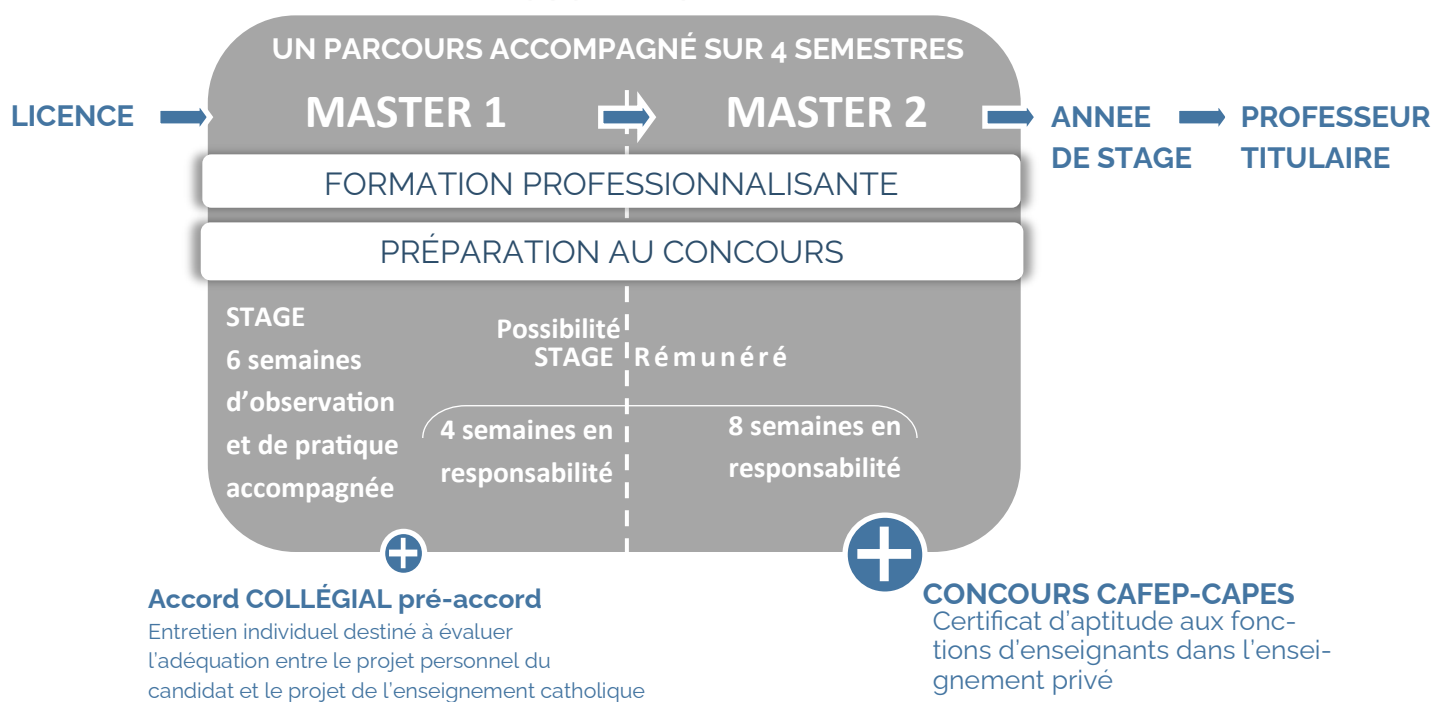 UN PARCOURS ACCOMPAGNÉ SUR 4 SEMESTRES
LICENCE
MASTER 1
MASTER 2
ANNEE
DE STAGE
PROFESSEUR
TITULAIRE
FORMATION PROFESSIONNALISANTE
PRÉPARATION AU CONCOURS
STAGE
6 semaines
d’observation
et de pratique
accompagnée
Possibilité
STAGE Rémunéré
4 semaines en
responsabilité
8 semaines en
responsabilité
Accord COLLÉGIAL pré-accord
Entretien individuel destiné à évaluer
l’adéquation entre le projet personnel du
candidat et le projet de l’enseignement catholique
CONCOURS CAFEP-CAPES
Certificat d’aptitude aux fonc-
tions d’enseignants dans l’ensei-
gnement privé